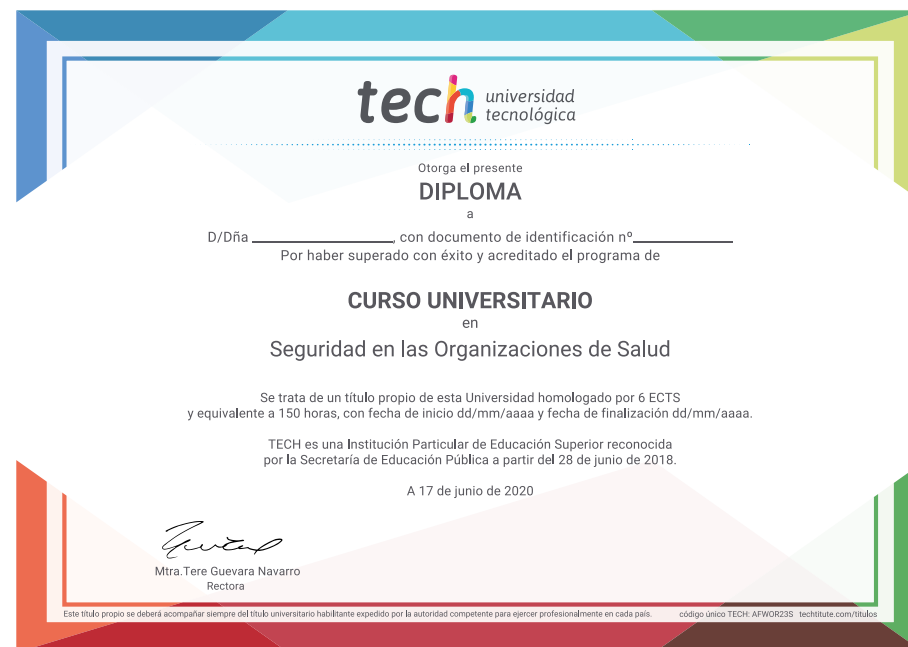 tech universidad
tecnológica
Otorga el presente
DIPLOMA
a
D/Dña ____________________, con documento de identificación nº______________
Por haber superado con éxito y acreditado el programa de
CURSO UNIVERSITARIO
en
Seguridad en las Organizaciones de Salud
Se trata de un título propio de esta Universidad homologado por 6 ECTS
y equivalente a 150 horas, con fecha de inicio dd/mm/aaaa y fecha de finalización dd/mm/aaaa.
TECH es una Institución Particular de Educación Superior reconocida
por la Secretaría de Educación Pública a partir del 28 de junio de 2018.
A 17 de junio de 2020
Mtra.Tere Guevara Navarro
Rectora
Este título propio se deberá acompañar siempre del título universitario habilitante expedido por la autoridad competente para ejercer profesionalmente en cada país. código único TECH: AFWOR23S techtitute.com/títulos